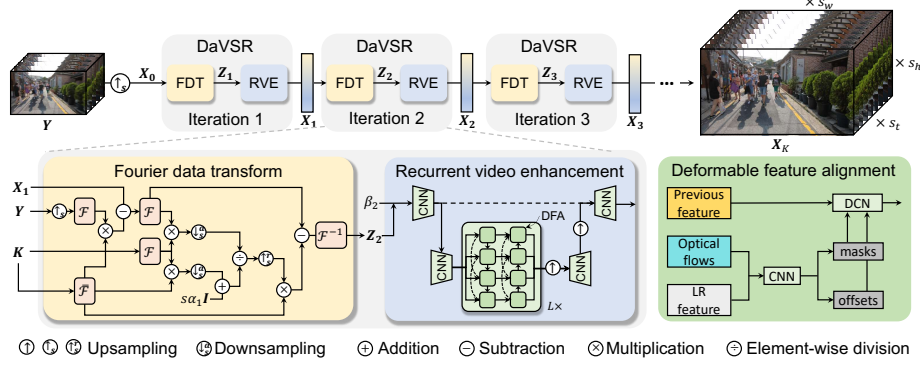 × s_w
DaVSR DaVSR DaVSR
Y ↑s X_0 FDT Z_1 RVE X_1 FDT Z_2 RVE X_2 FDT Z_3 RVE X_3 ... × s_h
Iteration 1 Iteration 2 Iteration 3 × s_t
X_K
Fourier data transform
X_1
Y ↑s F × − F × ↓s^a
K F × ↓s^a ÷ ↑s^r − F^{-1} Z_2
F̄ sα_1 I + ×
Recurrent video enhancement
β_2 CNN CNN DFA L× ↑ CNN ↑ CNN
Deformable feature alignment
Previous feature DCN
Optical flows CNN masks
LR feature offsets
↑ ↑s ↑s^r Upsampling ↓s^a Downsampling + Addition − Subtraction × Multiplication ÷ Element-wise division